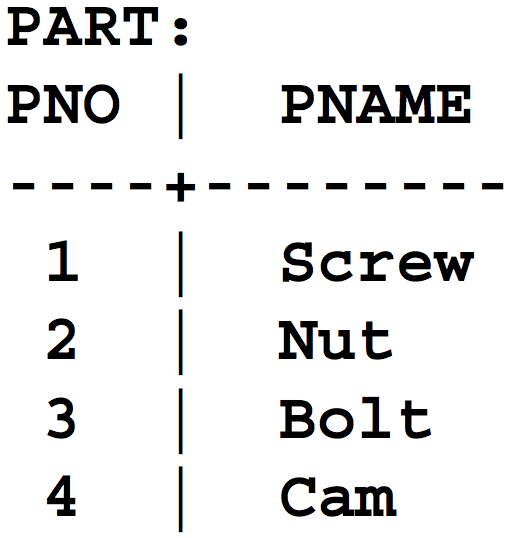 PART:
PNO | PNAME
----+--------
1 | Screw
2 | Nut
3 | Bolt
4 | Cam